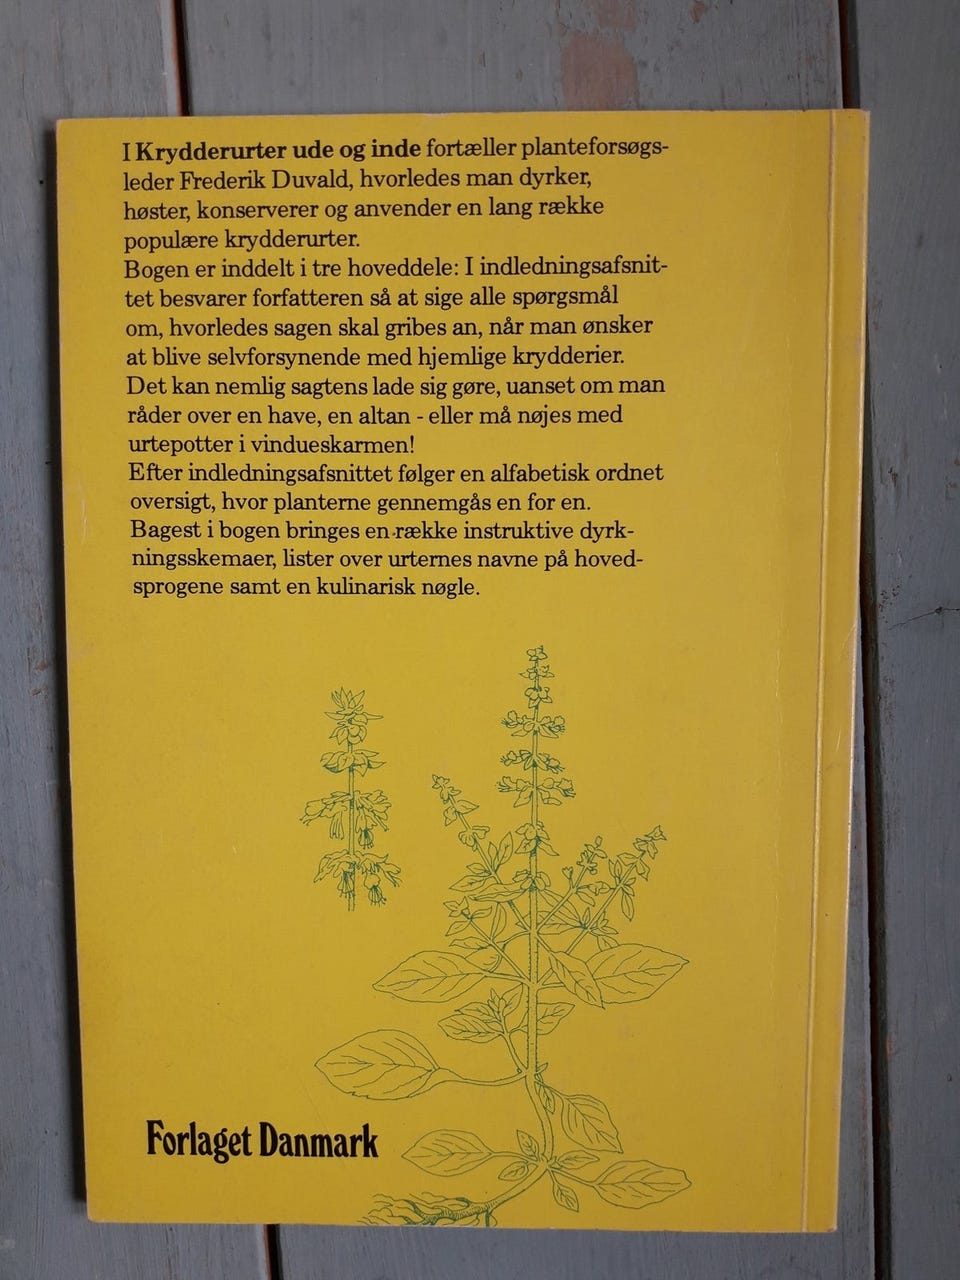 I Krydderurter ude og inde fortæller planteforsøgs-
leder Frederik Duvald, hvorledes man dyrker,
høster, konserverer og anvender en lang række
populære krydderurter.
Bogen er inddelt i tre hoveddele: I indledningsafsnit-
tet besvarer forfatteren så at sige alle spørgsmål
om, hvorledes sagen skal gribes an, når man ønsker
at blive selvforsynende med hjemlige krydderier.
Det kan nemlig sagtens lade sig gøre, uanset om man
råder over en have, en altan - eller må nøjes med
urtepotter i vindueskarmen!
Efter indledningsafsnittet følger en alfabetisk ordnet
oversigt, hvor planterne gennemgås en for en.
Bagest i bogen bringes en række instruktive dyrk-
ningsskemaer, lister over urternes navne på hoved-
sprogene samt en kulinarisk nøgle.
Forlaget Danmark